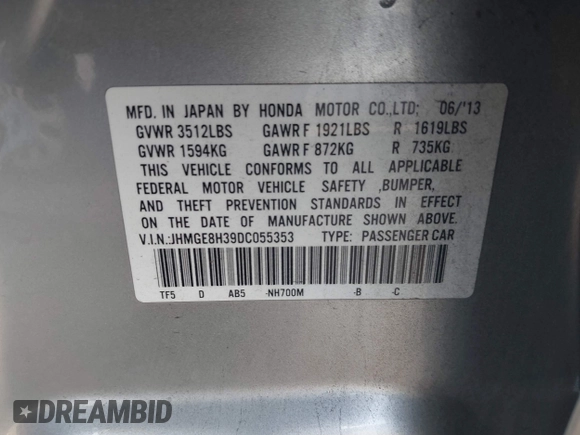 MFD. IN JAPAN BY HONDA MOTOR CO.,LTD; 06/'13
GVWR 3512LBS GAWR F 1921LBS R 1619LBS
GVWR 1594KG GAWR F 872KG R 735KG
THIS VEHICLE CONFORMS TO ALL APPLICABLE
FEDERAL MOTOR VEHICLE SAFETY ,BUMPER,
AND THEFT PREVENTION STANDARDS IN EFFECT
ON THE DATE OF MANUFACTURE SHOWN ABOVE.
V.I.N.:JHMGE8H39DC055353 TYPE: PASSENGER CAR
TF5 D AB5 -NH700M -B -C
DREAMBID